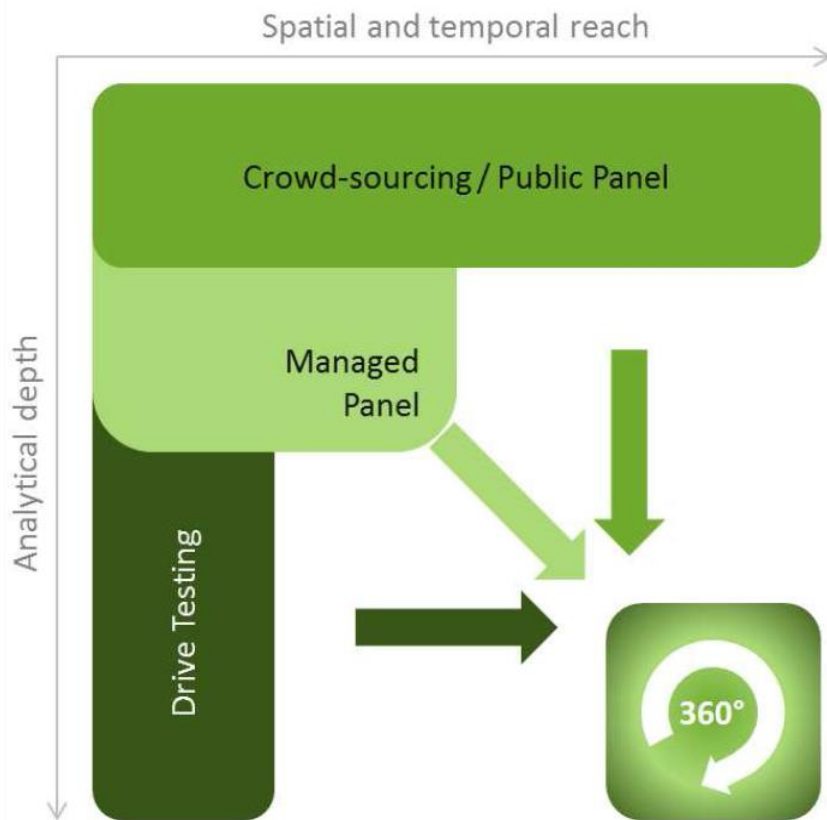 Spatial and temporal reach
Crowd-sourcing / Public Panel
Managed
Panel
Analytical depth
Drive Testing
360°